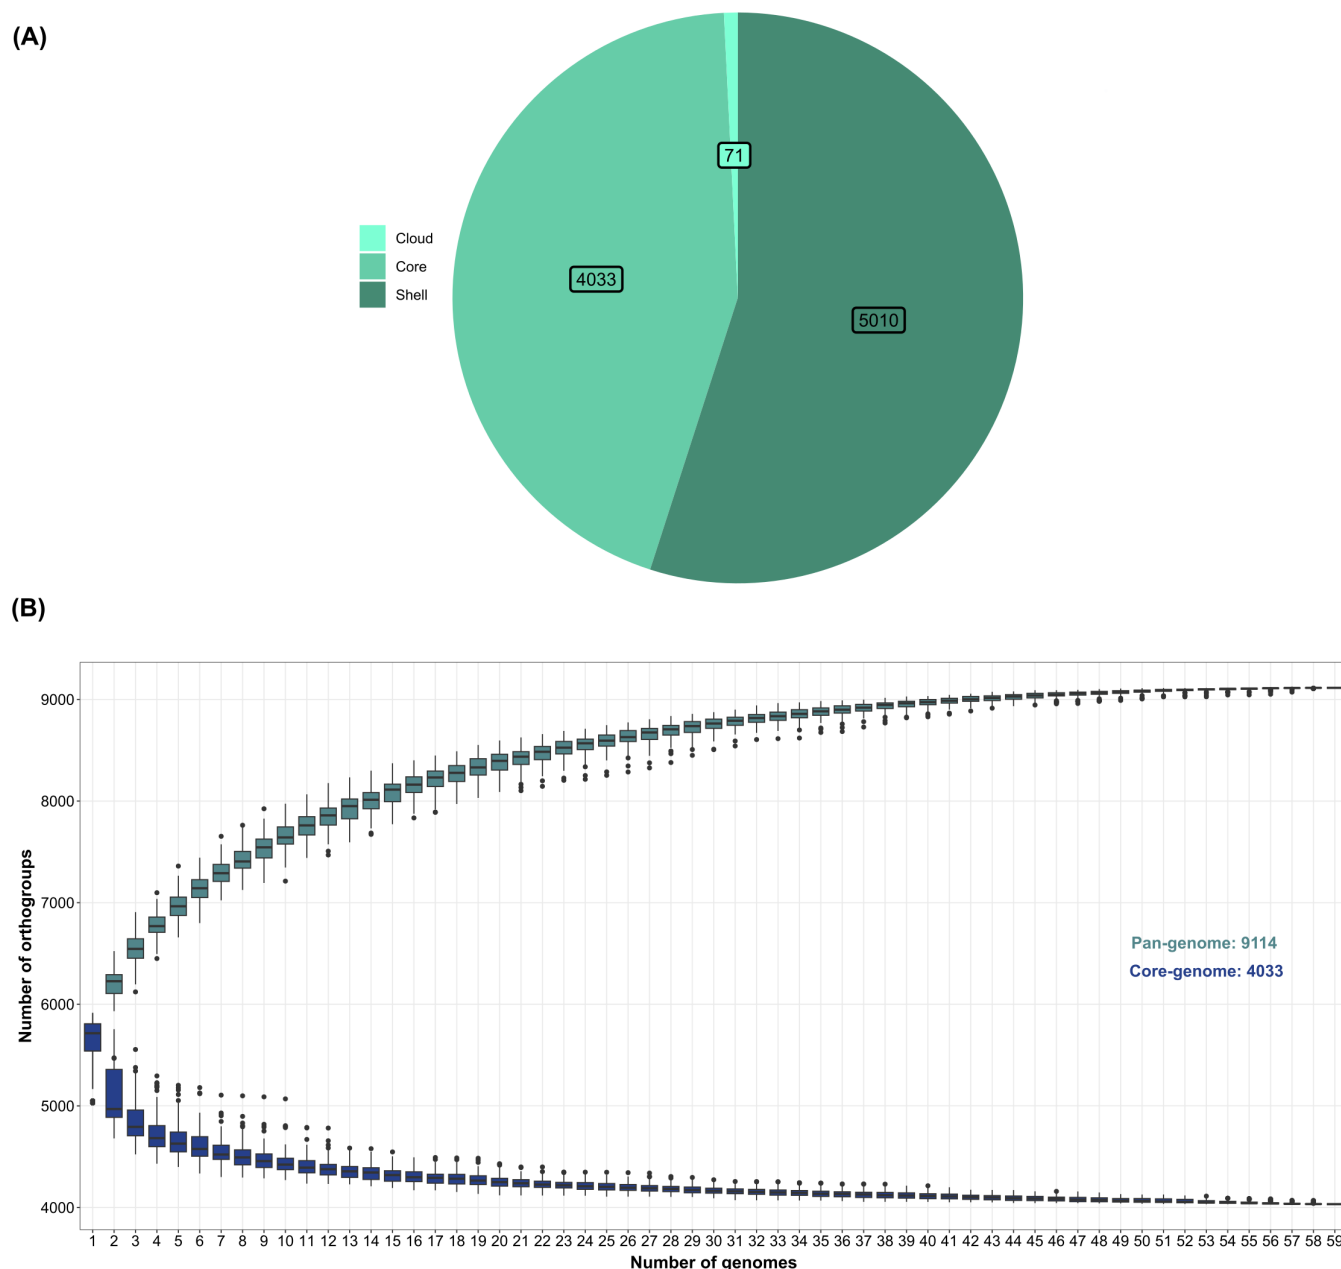 (A)
71
Cloud
Core
Shell
4033
5010
(B)
9000
8000
7000
6000
5000
4000
Number of orthogroups
Pan-genome: 9114
Core-genome: 4033
1 2 3 4 5 6 7 8 9 10 11 12 13 14 15 16 17 18 19 20 21 22 23 24 25 26 27 28 29 30 31 32 33 34 35 36 37 38 39 40 41 42 43 44 45 46 47 48 49 50 51 52 53 54 55 56 57 58 59
Number of genomes